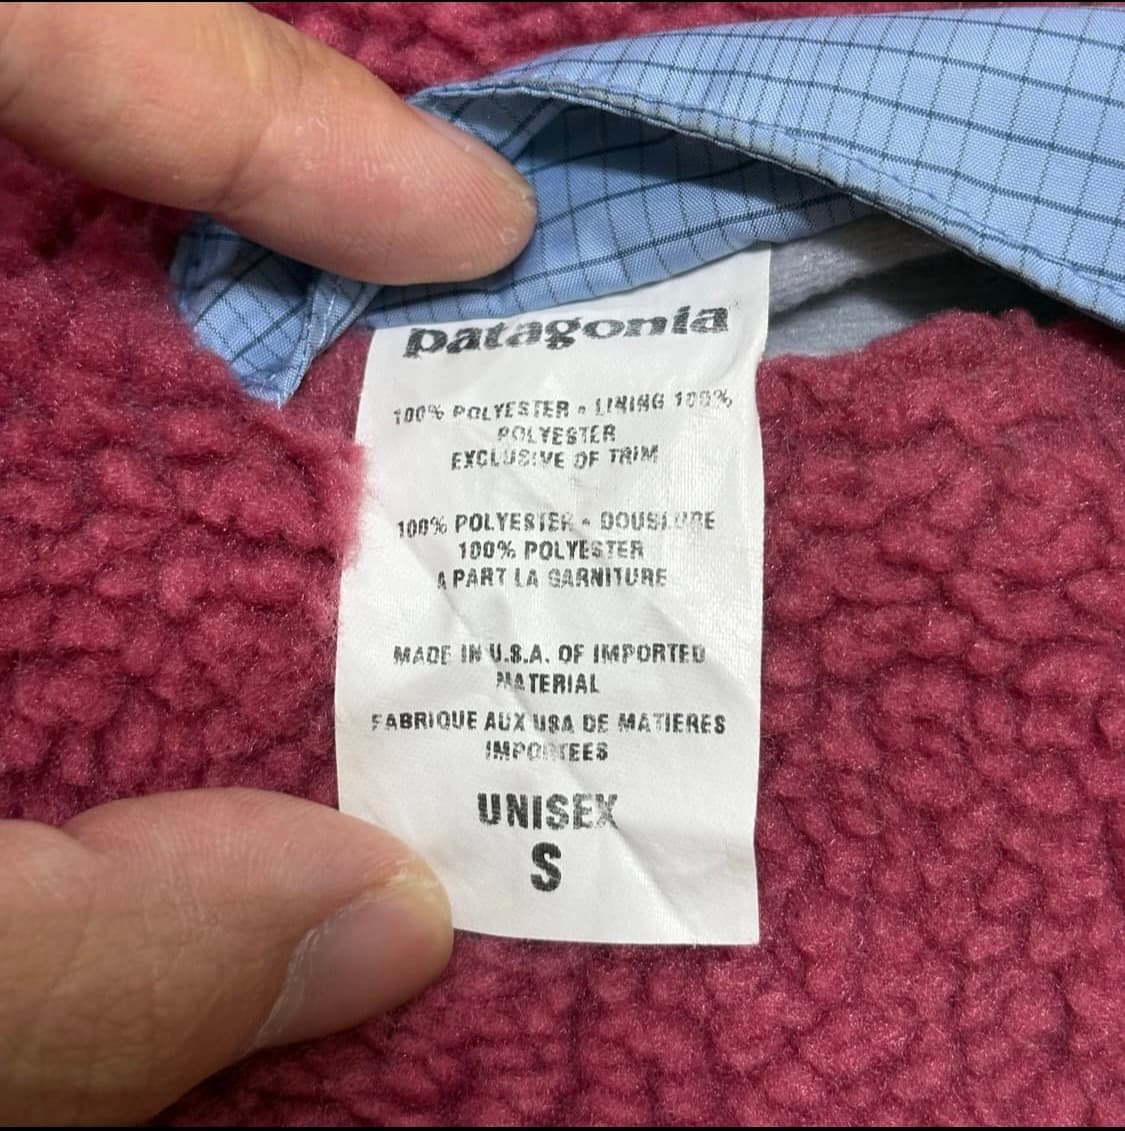 patagonia
100% POLYESTER • LINING 100%
POLYESTER
EXCLUSIVE OF TRIM
100% POLYESTER • DOUBLURE
100% POLYESTER
A PART LA GARNITURE
MADE IN U.S.A. OF IMPORTED
MATERIAL
FABRIQUE AUX USA DE MATIERES
IMPORTEES
UNISEX
S